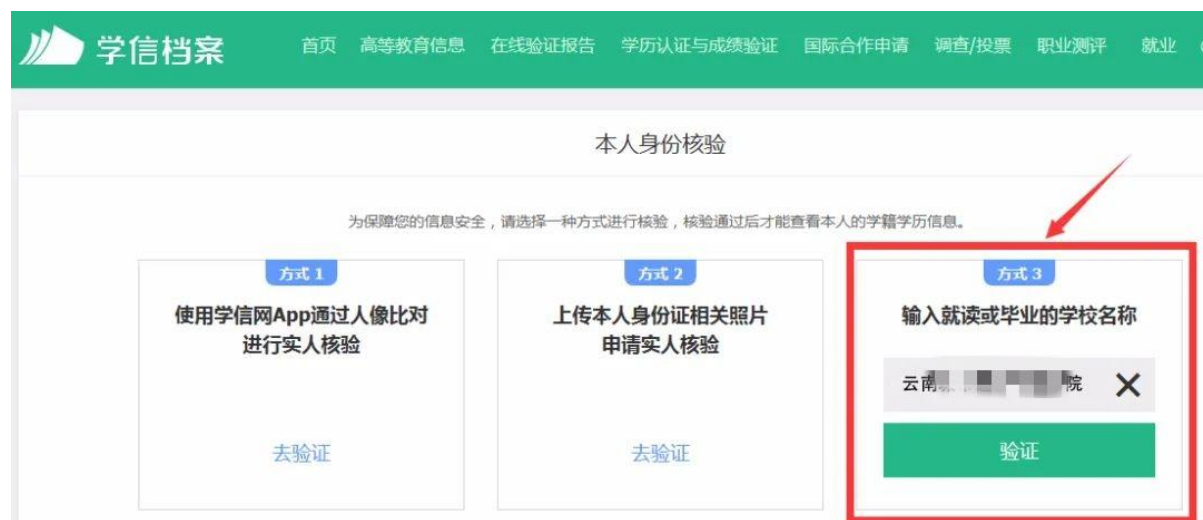 学信档案
首页 高等教育信息 在线验证报告 学历认证与成绩验证 国际合作申请 调查/投票 职业测评 就业
本人身份核验
为保障您的信息安全，请选择一种方式进行核验，核验通过后才能查看本人的学籍学历信息。
方式 1
使用学信网App通过人像比对
进行实人核验
去验证
方式 2
上传本人身份证相关照片
申请实人核验
去验证
方式 3
输入就读或毕业的学校名称
云南 院
验证